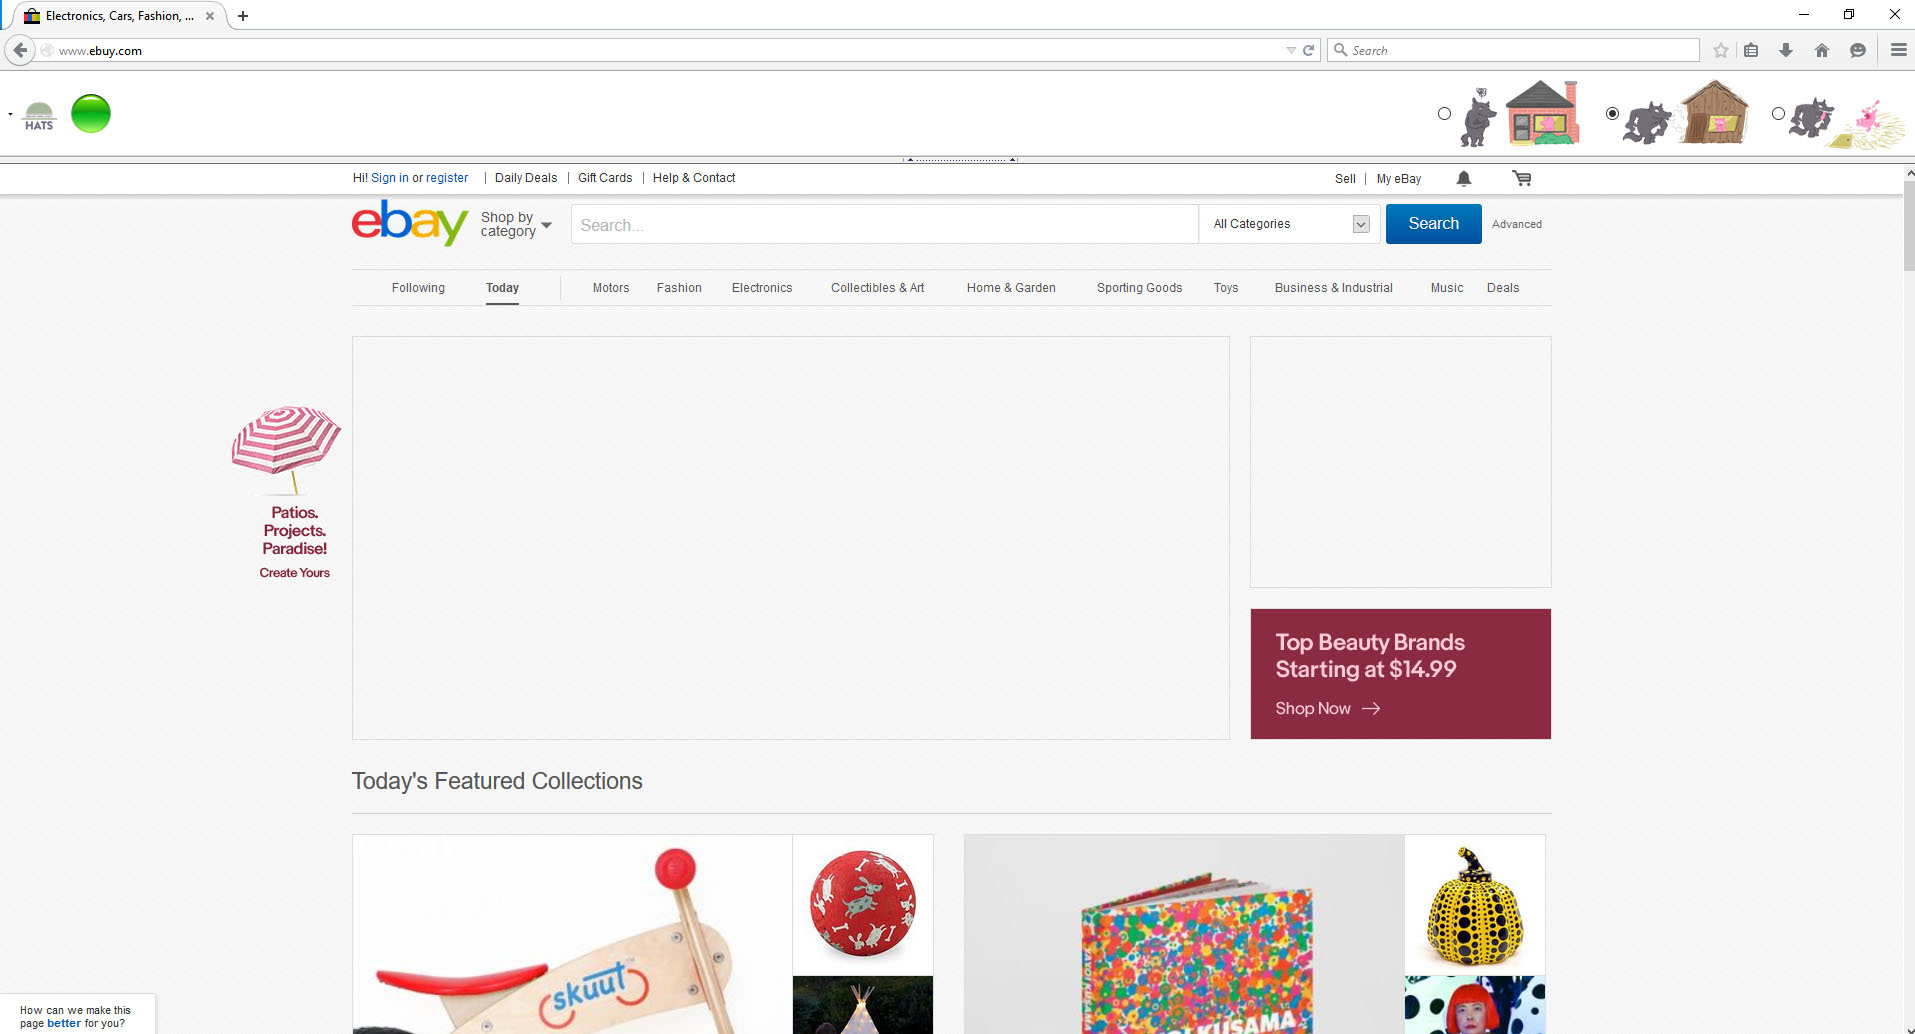 Electronics, Cars, Fashion, ...
www.ebuy.com
Search
HATS
Hi! Sign in or register
Daily Deals
Gift Cards
Help & Contact
Sell
My eBay
ebay
Shop by
category
Search...
All Categories
Search
Advanced
Following
Today
Motors
Fashion
Electronics
Collectibles & Art
Home & Garden
Sporting Goods
Toys
Business & Industrial
Music
Deals
Patios.
Projects.
Paradise!
Create Yours
Top Beauty Brands
Starting at $14.99
Shop Now
Today's Featured Collections
skuut
KUSAMA
How can we make this
page better for you?